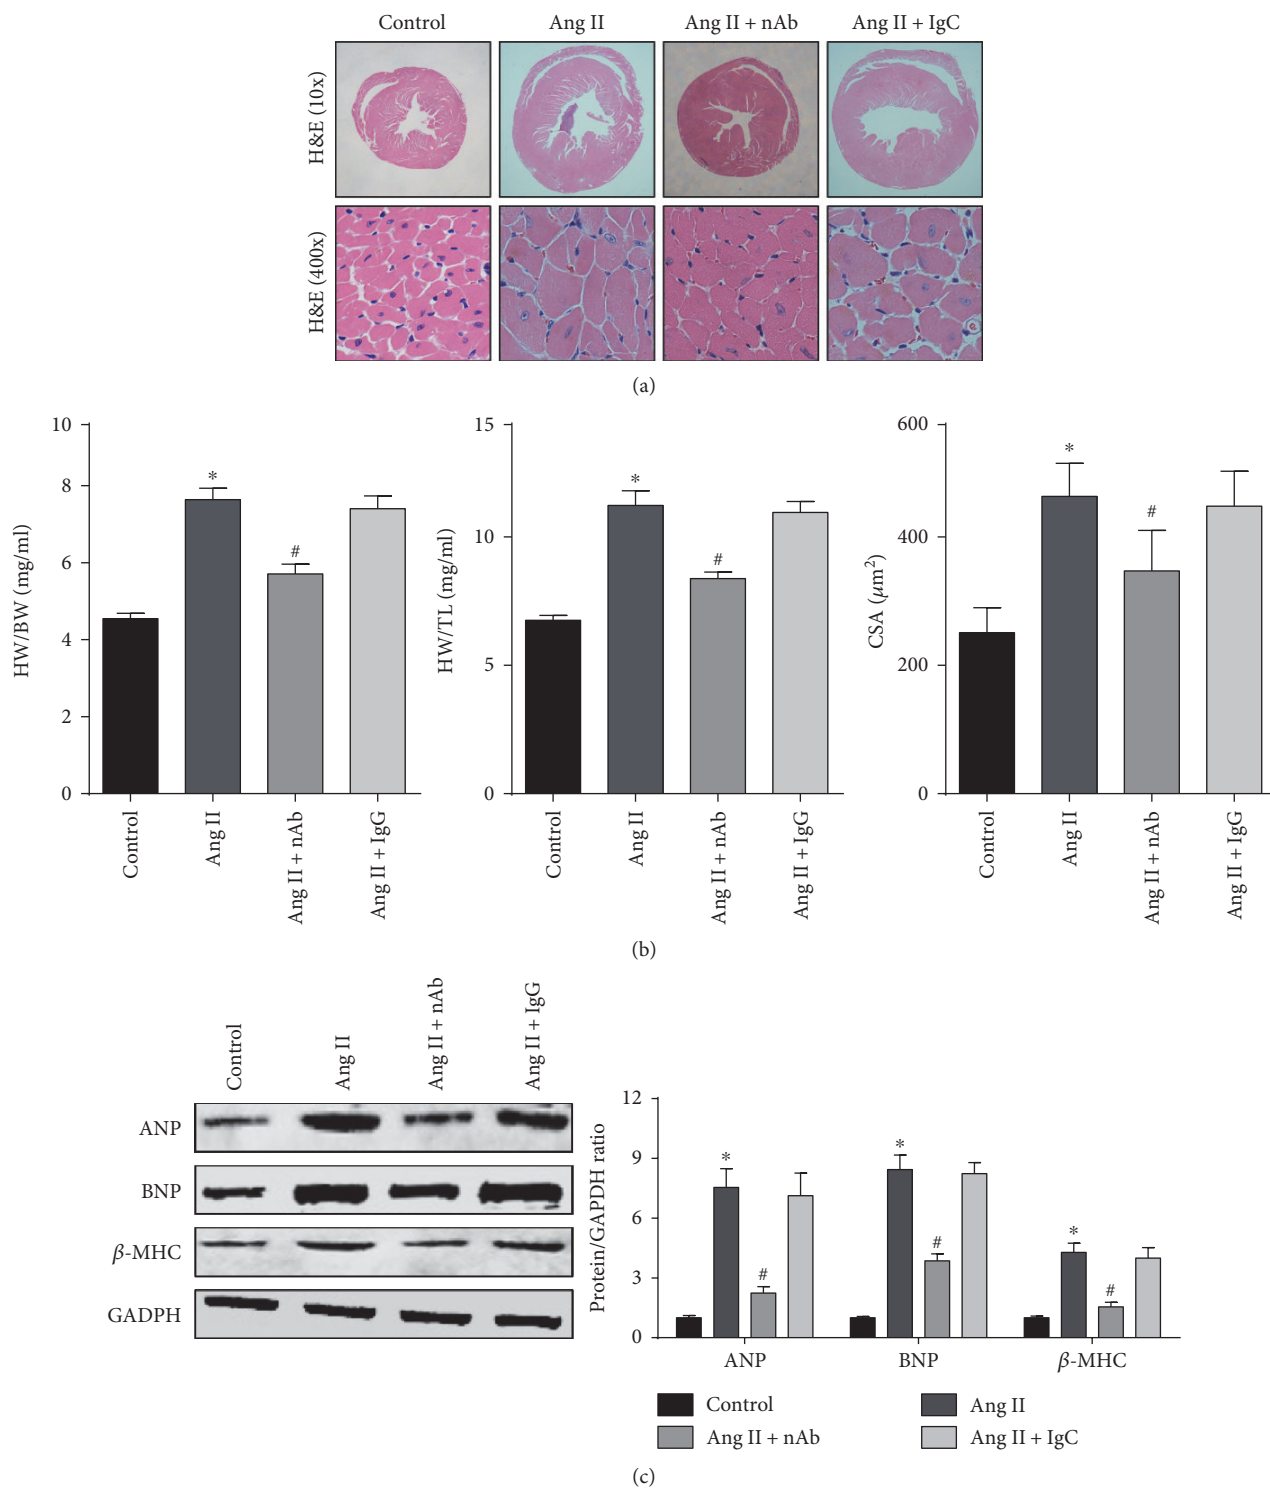 Control Ang II Ang II + nAb Ang II + IgC
H&E (10x)
H&E (400x)
(a)
HW/BW (mg/ml)
10
8
6
4
2
0
Control
Ang II
Ang II + nAb
Ang II + IgG
HW/TL (mg/ml)
15
10
5
0
Control
Ang II
Ang II + nAb
Ang II + IgG
CSA (μm²)
600
400
200
0
Control
Ang II
Ang II + nAb
Ang II + IgG
*
#
*
#
*
#
(b)
Control
Ang II
Ang II + nAb
Ang II + IgG
ANP
BNP
β-MHC
GADPH
Protein/GAPDH ratio
12
9
6
3
0
*
#
*
#
*
#
ANP BNP β-MHC
Control Ang II
Ang II + nAb Ang II + IgC
(c)